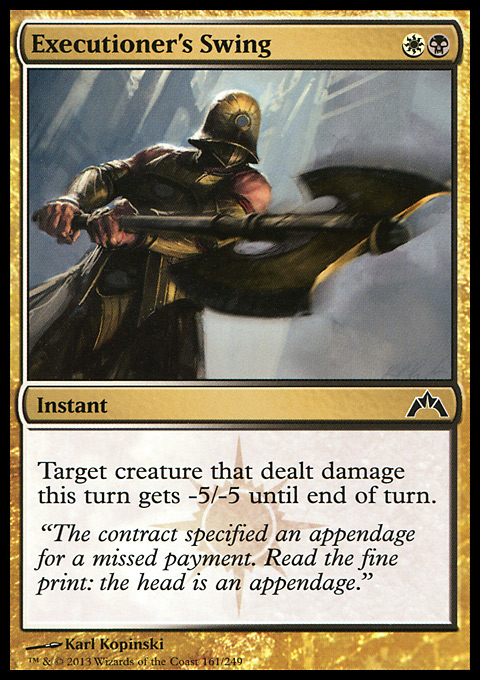 Executioner's Swing
Instant
Target creature that dealt damage
this turn gets -5/-5 until end of turn.
“The contract specified an appendage
for a missed payment. Read the fine
print: the head is an appendage.”
Karl Kopinski
™ & © 2013 Wizards of the Coast 161/249